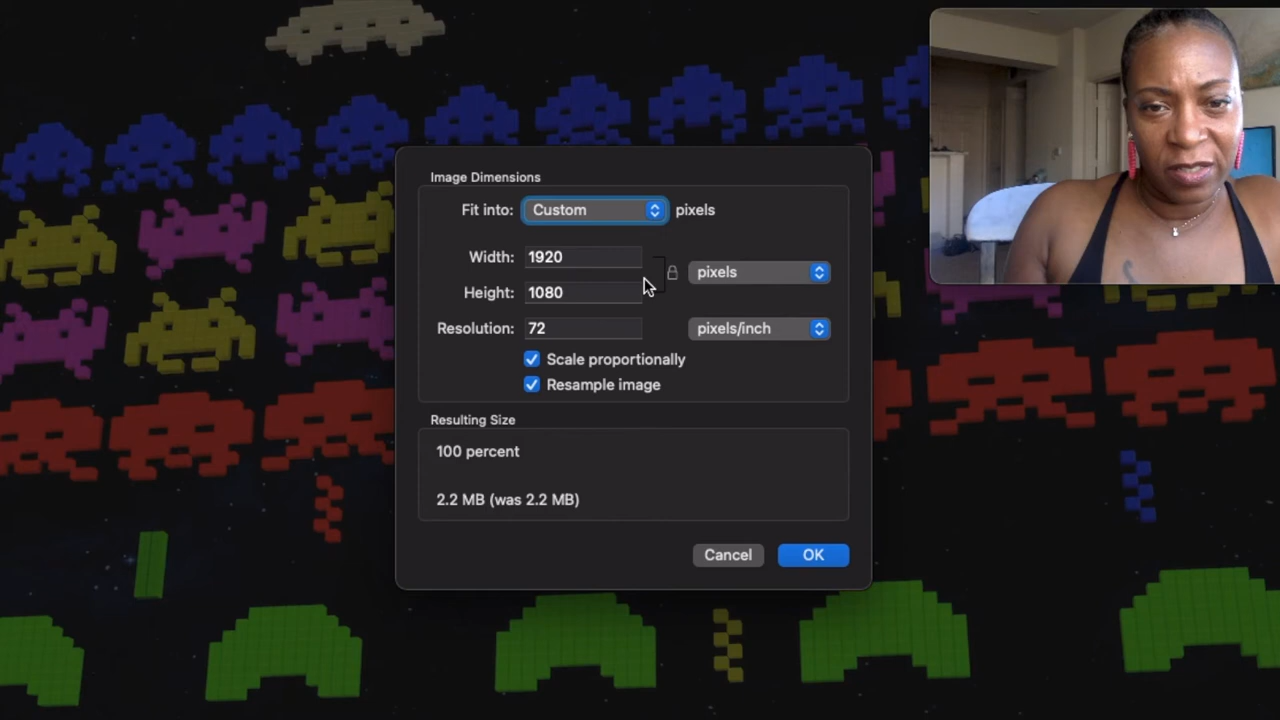 Image Dimensions
Fit into: Custom pixels
Width: 1920
pixels
Height: 1080
Resolution: 72 pixels/inch
Scale proportionally
Resample image
Resulting Size
100 percent
2.2 MB (was 2.2 MB)
Cancel OK